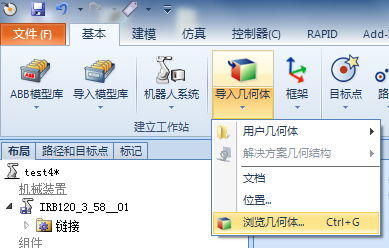 文件(F)
基本
建模
仿真
控制器(C)
RAPID
Add-
ABB模型库
导入模型库
机器人系统
导入几何体
框架
目标点
路
建立工作站
布局
路径和目标点
标记
用户几何体
解决方案几何结构
文档
位置...
浏览几何体... Ctrl+G
test4*
机械装置
IRB120_3_58__01
链接
组件